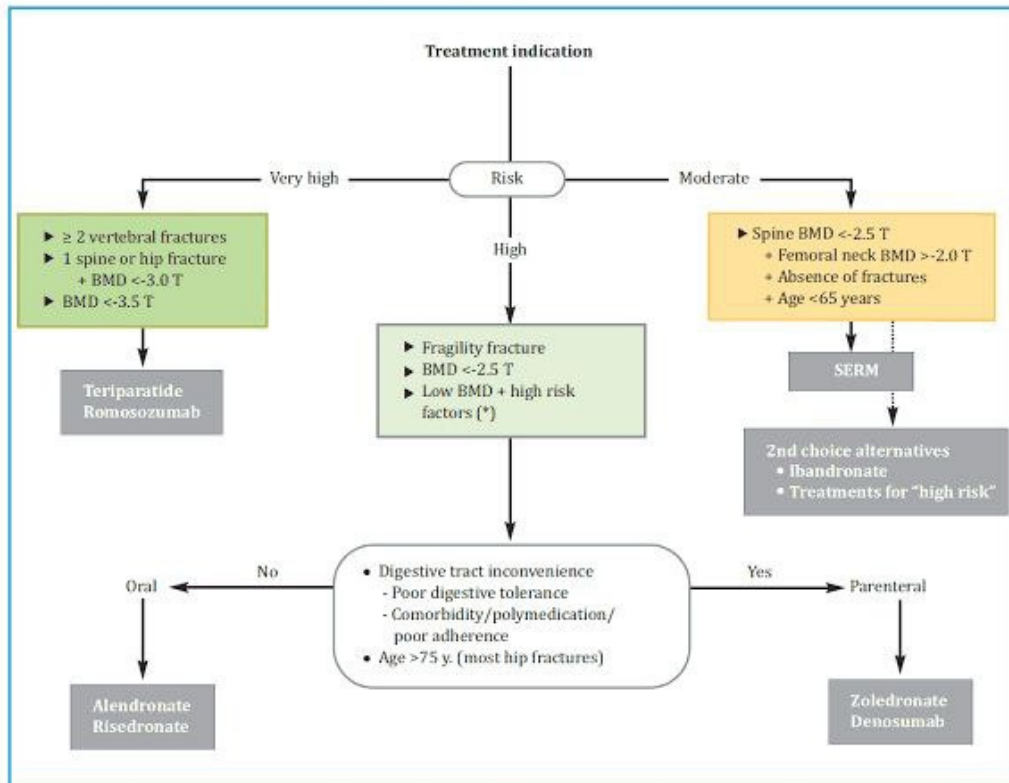 Treatment indication
Very high
Risk
Moderate
► ≥ 2 vertebral fractures
► 1 spine or hip fracture
+ BMD <-3.0 T
► BMD <-3.5 T
High
► Spine BMD <-2.5 T
+ Femoral neck BMD >-2.0 T
+ Absence of fractures
+ Age <65 years
Teriparatide
Romosozumab
► Fragility fracture
► BMD <-2.5 T
► Low BMD + high risk
factors (*)
SERM
2nd choice alternatives
• Ibandronate
• Treatments for “high risk”
Oral
No
• Digestive tract inconvenience
- Poor digestive tolerance
- Comorbidity/polymedication/
poor adherence
• Age >75 y. (most hip fractures)
Yes
Parenteral
Alendronate
Risedronate
Zoledronate
Denosumab